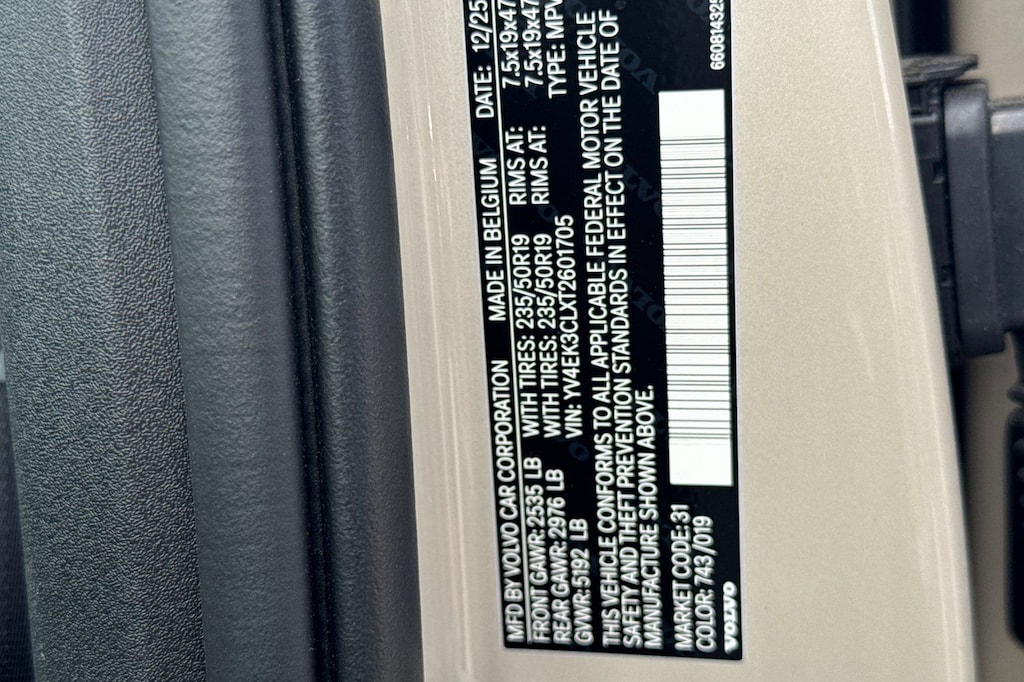 MFD BY VOLVO CAR CORPORATION MADE IN BELGIUM DATE: 12/25
FRONT GAWR: 2535 LB WITH TIRES: 235/50R19 RIMS AT: 7.5x19x47
REAR GAWR: 2976 LB WITH TIRES: 235/50R19 RIMS AT: 7.5x19x47
GVWR: 5192 LB VIN: YV4EK3CLXT2601705 TYPE: MPV
THIS VEHICLE CONFORMS TO ALL APPLICABLE FEDERAL MOTOR VEHICLE
SAFETY AND THEFT PREVENTION STANDARDS IN EFFECT ON THE DATE OF
MANUFACTURE SHOWN ABOVE.
MARKET CODE: 31
COLOR: 743/019
VOLVO
660814325